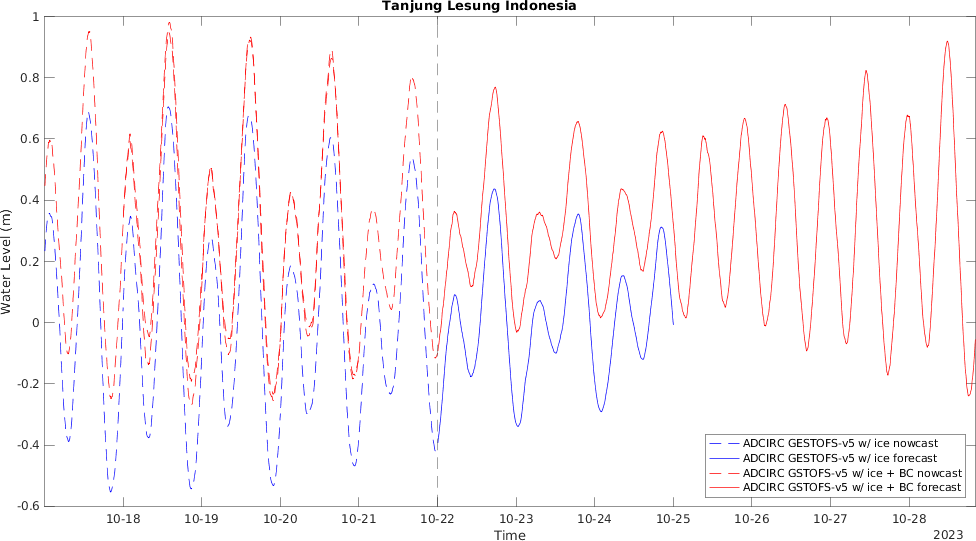 Tanjung Lesung Indonesia
1
0.8
0.6
0.4
0.2
0
-0.2
-0.4
-0.6
Water Level (m)
10-18 10-19 10-20 10-21 10-22 10-23 10-24 10-25 10-26 10-27 10-28
Time
2023
ADCIRC GESTOFS-v5 w/ ice nowcast
ADCIRC GESTOFS-v5 w/ ice forecast
ADCIRC GSTOFS-v5 w/ ice + BC nowcast
ADCIRC GSTOFS-v5 w/ ice + BC forecast